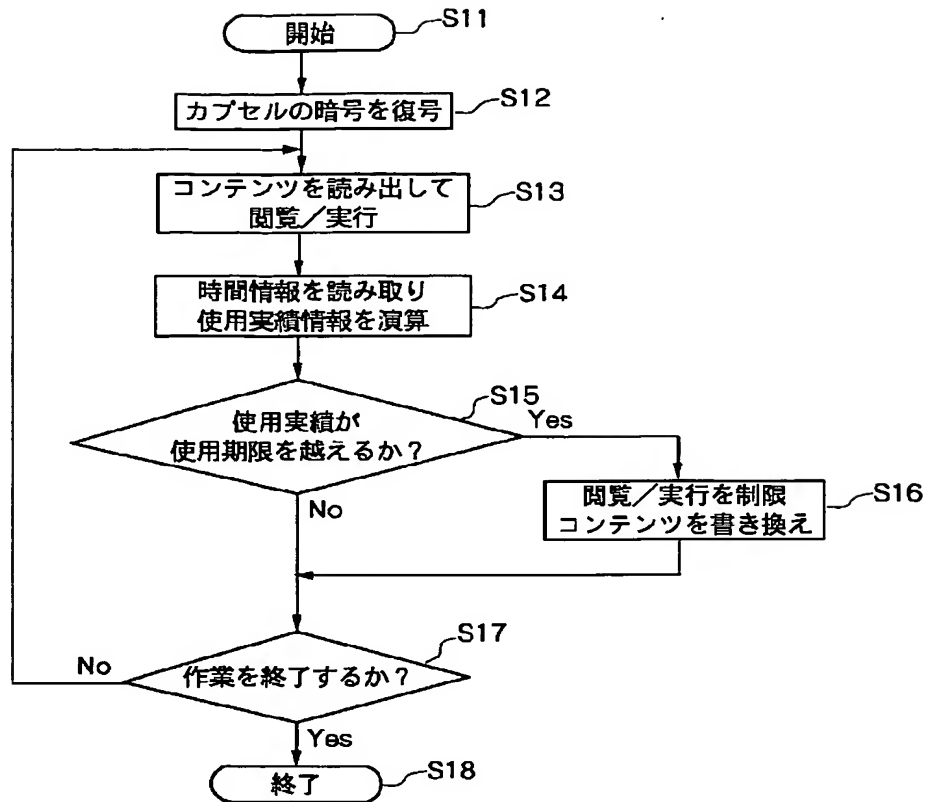 開始
S11
カプセルの暗号を復号
S12
コンテンツを読み出して
閲覧／実行
S13
時間情報を読み取り
使用実績情報を演算
S14
使用実績が
使用期限を越えるか？
S15
Yes
No
閲覧／実行を制限
コンテンツを書き換え
S16
作業を終了するか？
S17
No
Yes
終了
S18